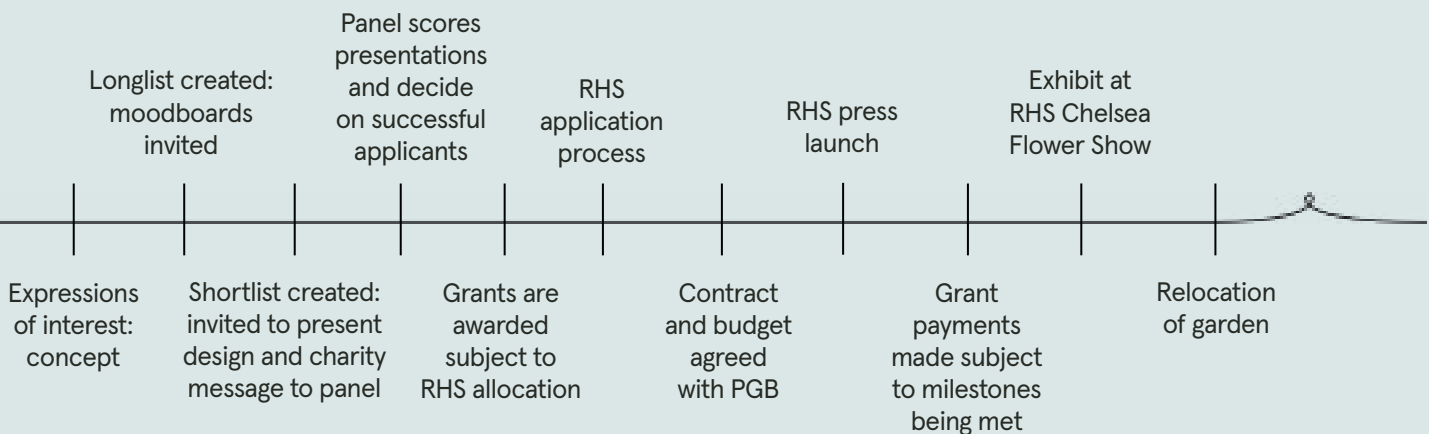 Expressions
of interest:
concept
Longlist created:
moodboards
invited
Shortlist created:
invited to present
design and charity
message to panel
Panel scores
presentations
and decide
on successful
applicants
Grants are
awarded
subject to
RHS allocation
RHS
application
process
Contract
and budget
agreed
with PGB
RHS press
launch
Grant
payments
made subject
to milestones
being met
Exhibit at
RHS Chelsea
Flower Show
Relocation
of garden